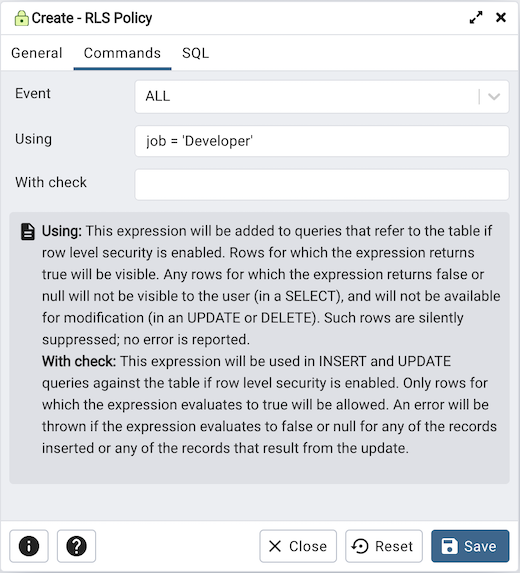 Create - RLS Policy
General Commands SQL
Event ALL
Using job = 'Developer'
With check
Using: This expression will be added to queries that refer to the table if
row level security is enabled. Rows for which the expression returns
true will be visible. Any rows for which the expression returns false or
null will not be visible to the user (in a SELECT), and will not be available
for modification (in an UPDATE or DELETE). Such rows are silently
suppressed; no error is reported.
With check: This expression will be used in INSERT and UPDATE
queries against the table if row level security is enabled. Only rows for
which the expression evaluates to true will be allowed. An error will be
thrown if the expression evaluates to false or null for any of the records
inserted or any of the records that result from the update.
Close Reset Save